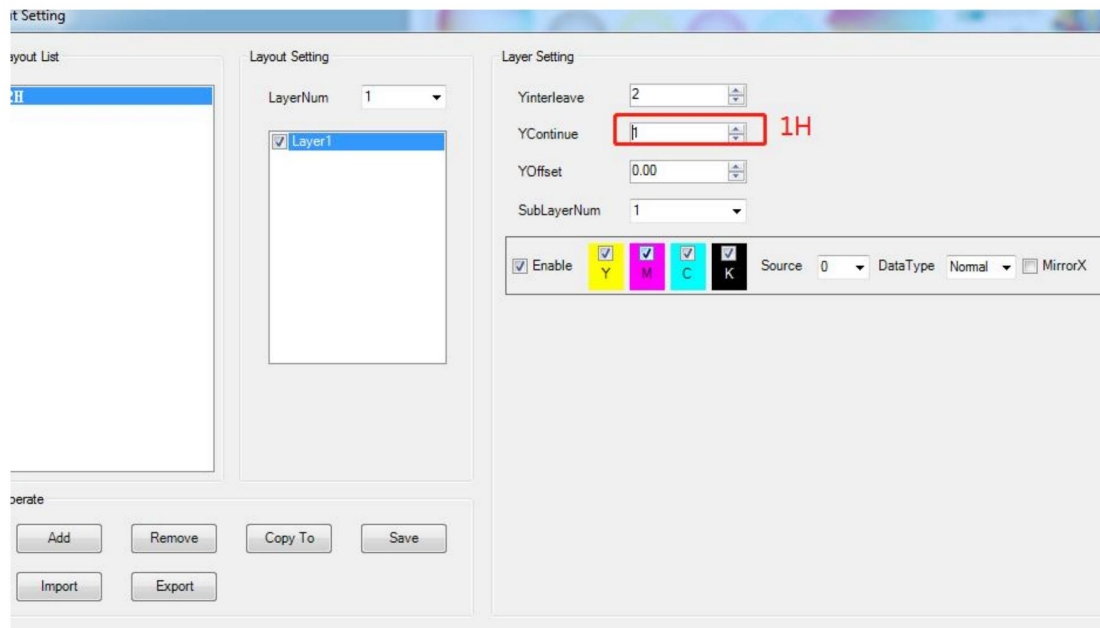 t Setting
ayout List
2H
Layout Setting
LayerNum 1
Layer1
Layer Setting
Yinterleave 2
YContinue 1
1H
YOffset 0.00
SubLayerNum 1
Enable Y M C K Source 0 DataType Normal MirrorX
perate
Add Remove Copy To Save
Import Export